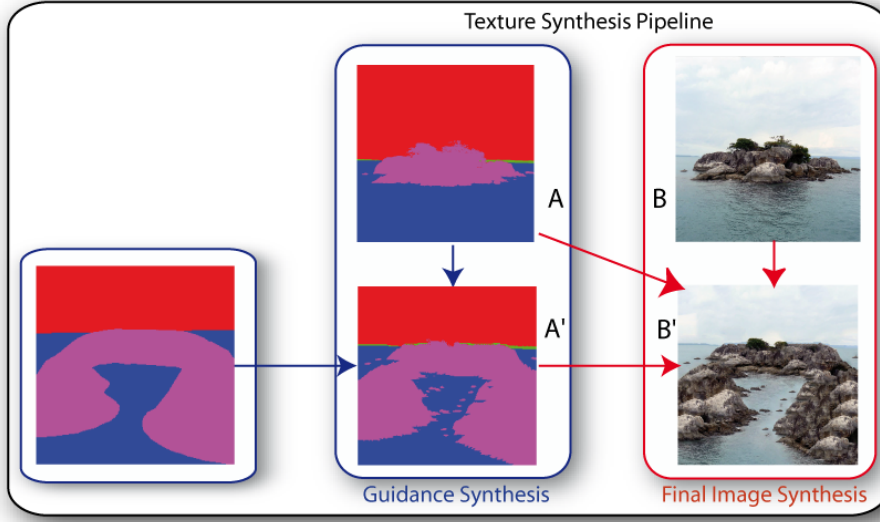 Texture Synthesis Pipeline
A
B
A'
B'
Guidance Synthesis
Final Image Synthesis